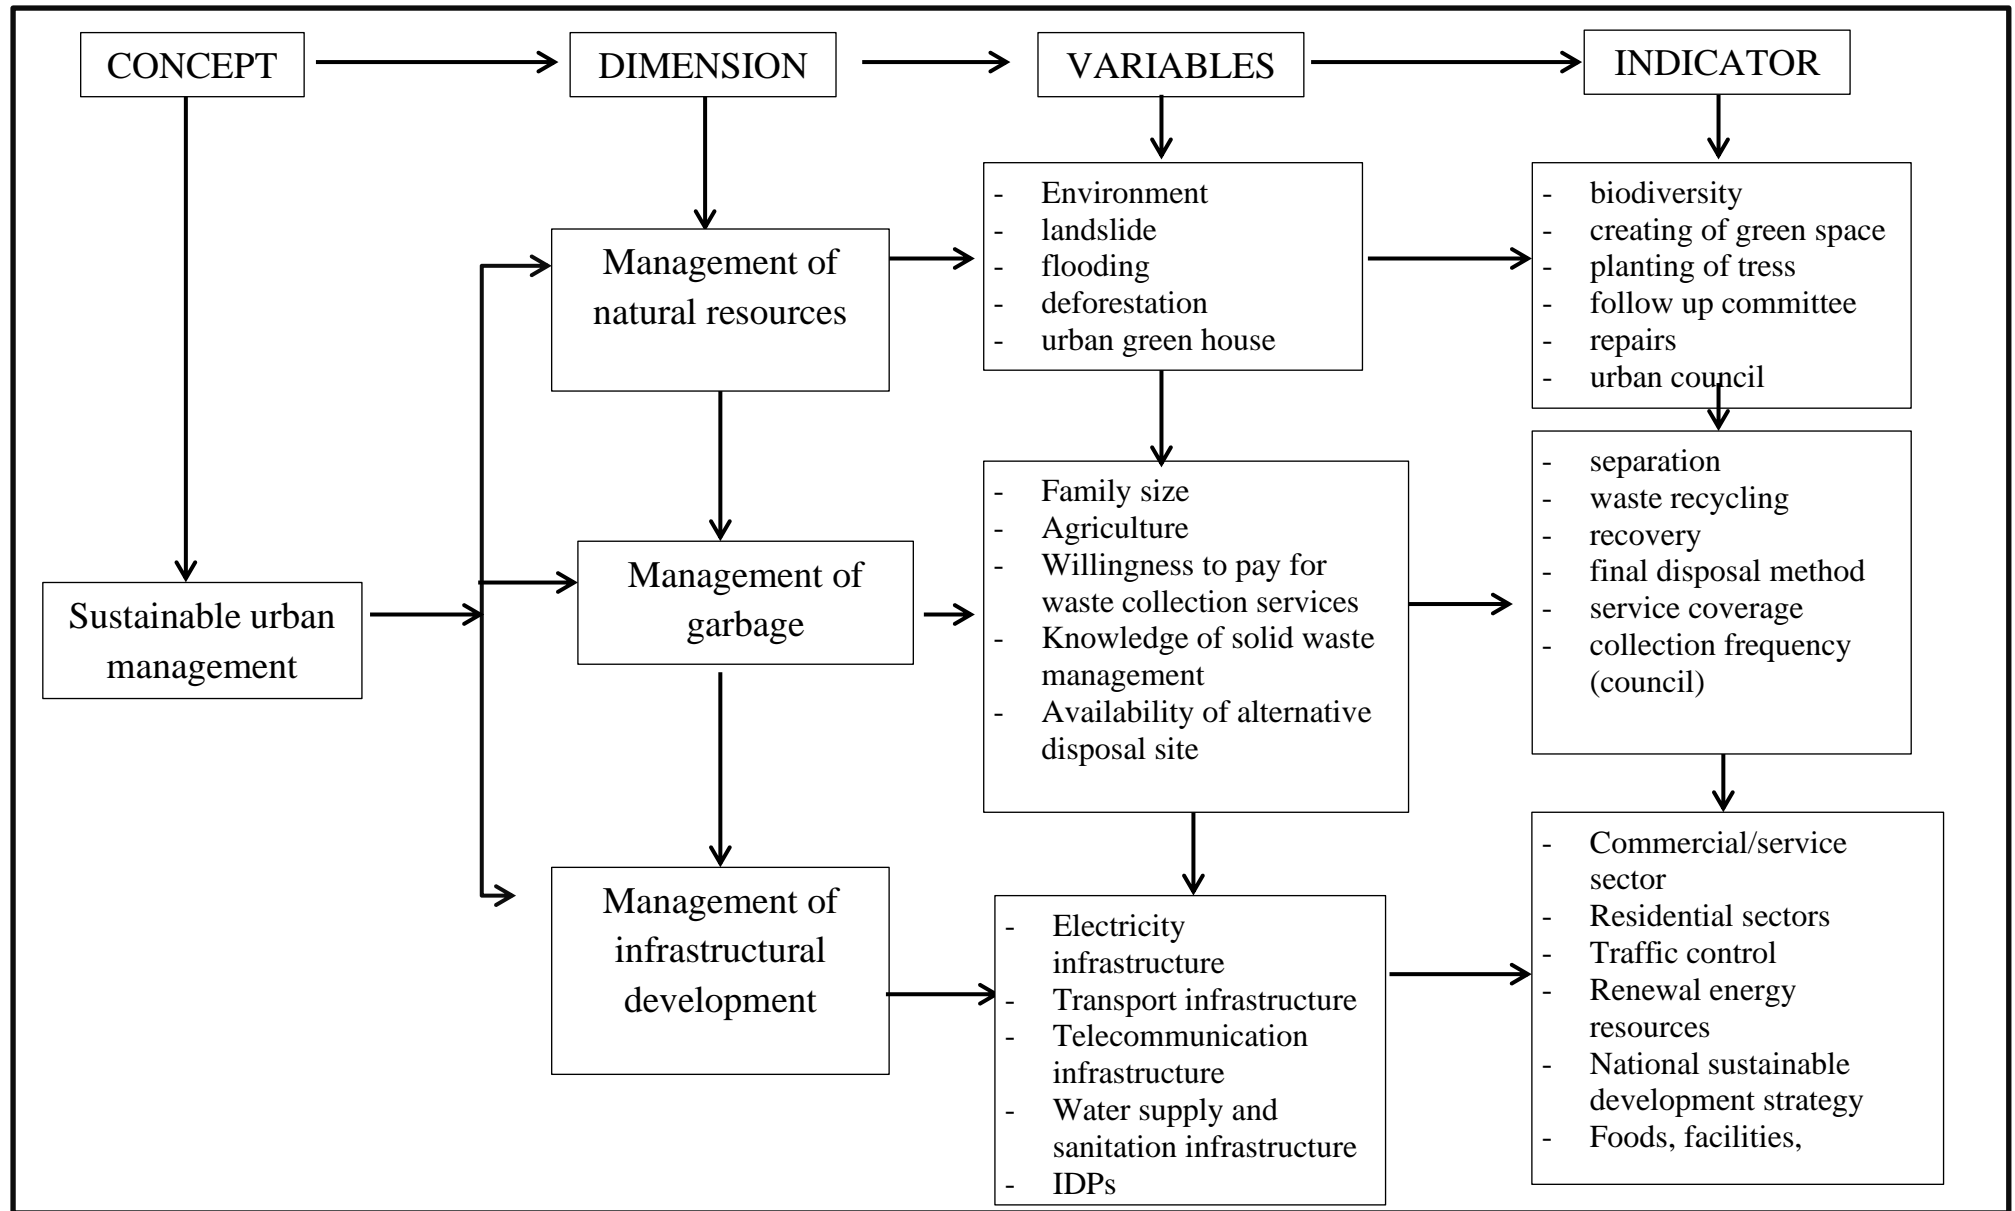 CONCEPT
DIMENSION
VARIABLES
INDICATOR
Sustainable urban
management
Management of
natural resources
- Environment
- landslide
- flooding
- deforestation
- urban green house
- biodiversity
- creating of green space
- planting of tress
- follow up committee
- repairs
- urban council
Management of
garbage
- Family size
- Agriculture
- Willingness to pay for
waste collection services
- Knowledge of solid waste
management
- Availability of alternative
disposal site
- separation
- waste recycling
- recovery
- final disposal method
- service coverage
- collection frequency
(council)
Management of
infrastructural
development
- Electricity
infrastructure
- Transport infrastructure
- Telecommunication
infrastructure
- Water supply and
sanitation infrastructure
- IDPs
- Commercial/service
sector
- Residential sectors
- Traffic control
- Renewal energy
resources
- National sustainable
development strategy
- Foods, facilities,